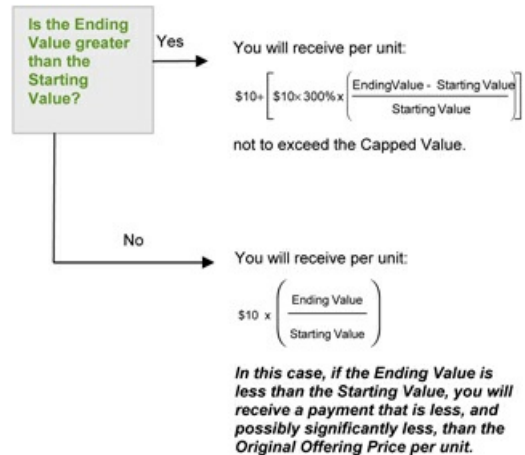 Is the Ending
Value greater
than the
Starting
Value?
Yes
You will receive per unit:
$10+[$10×300%x(EndingValue - Starting Value
Starting Value)]
not to exceed the Capped Value.
No
You will receive per unit:
$10 x (Ending Value
Starting Value)
In this case, if the Ending Value is
less than the Starting Value, you will
receive a payment that is less, and
possibly significantly less, than the
Original Offering Price per unit.